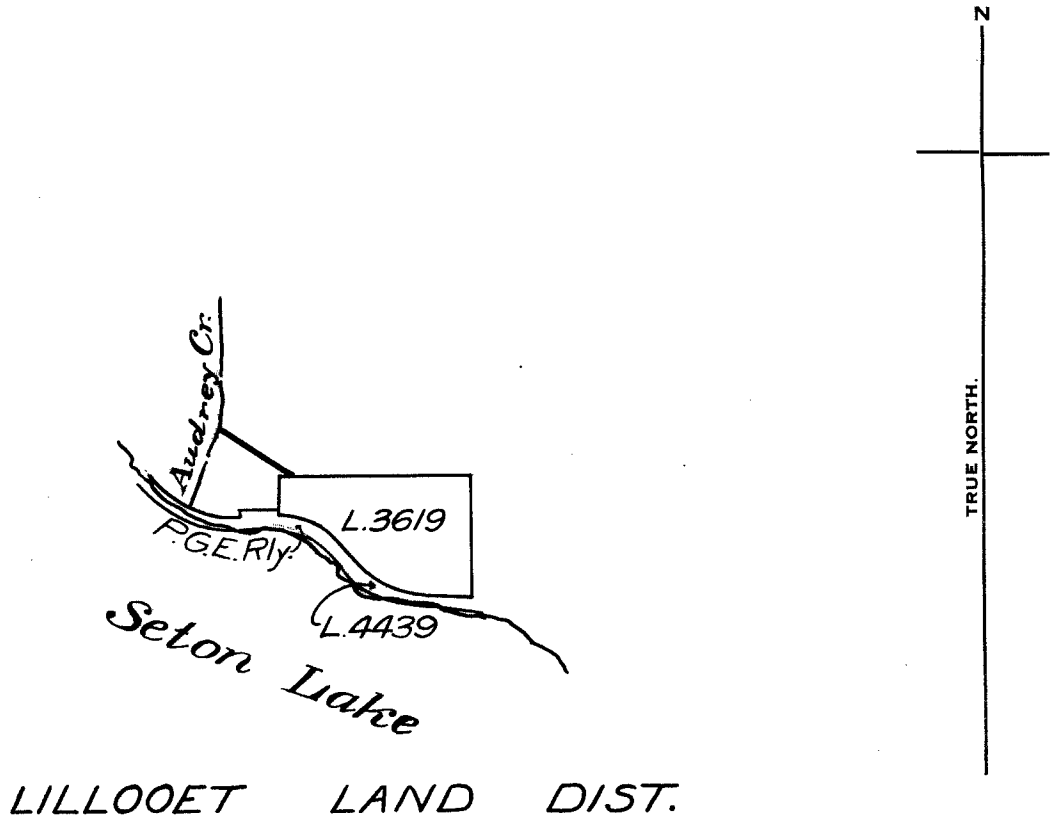 N
TRUE NORTH.
Audrey Cr.
L.3619
P.G.E.Rly.
L.4439
Seton Lake
LILLOOET LAND DIST.